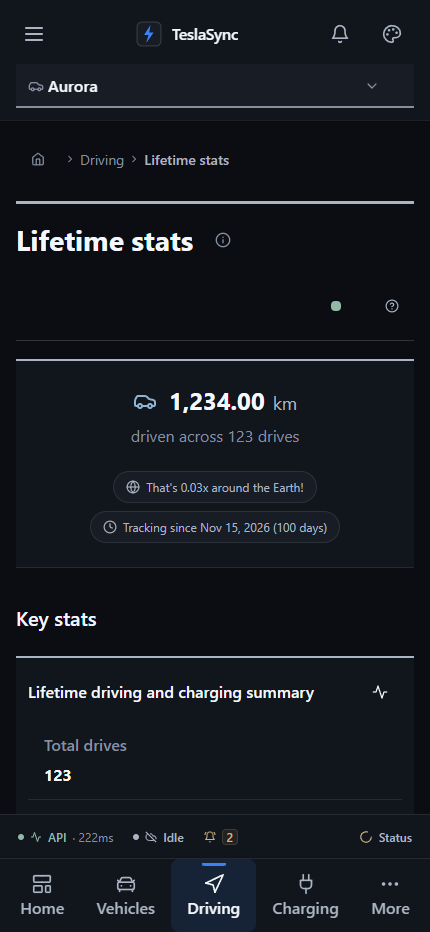 TeslaSync
Aurora
Driving
Lifetime stats
Lifetime stats
1,234.00 km
driven across 123 drives
That's 0.03x around the Earth!
Tracking since Nov 15, 2026 (100 days)
Key stats
Lifetime driving and charging summary
Total drives
123
API · 222ms
Idle
2
Status
Home
Vehicles
Driving
Charging
More